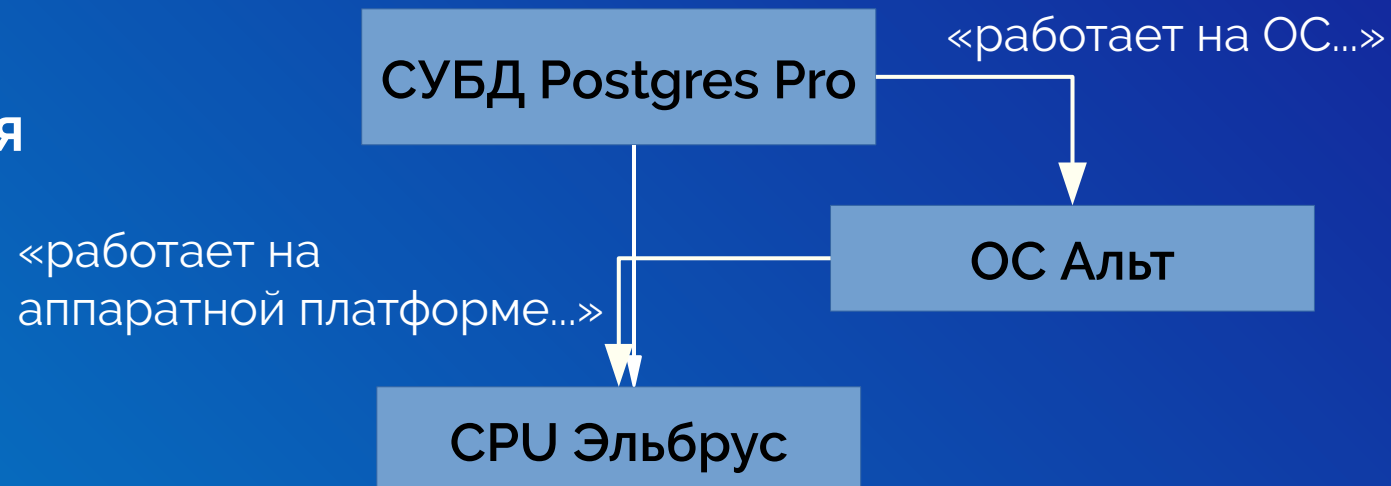 «работает на ОС...»
СУБД Postgres Pro
я
«работает на
аппаратной платформе...»
ОС Альт
CPU Эльбрус